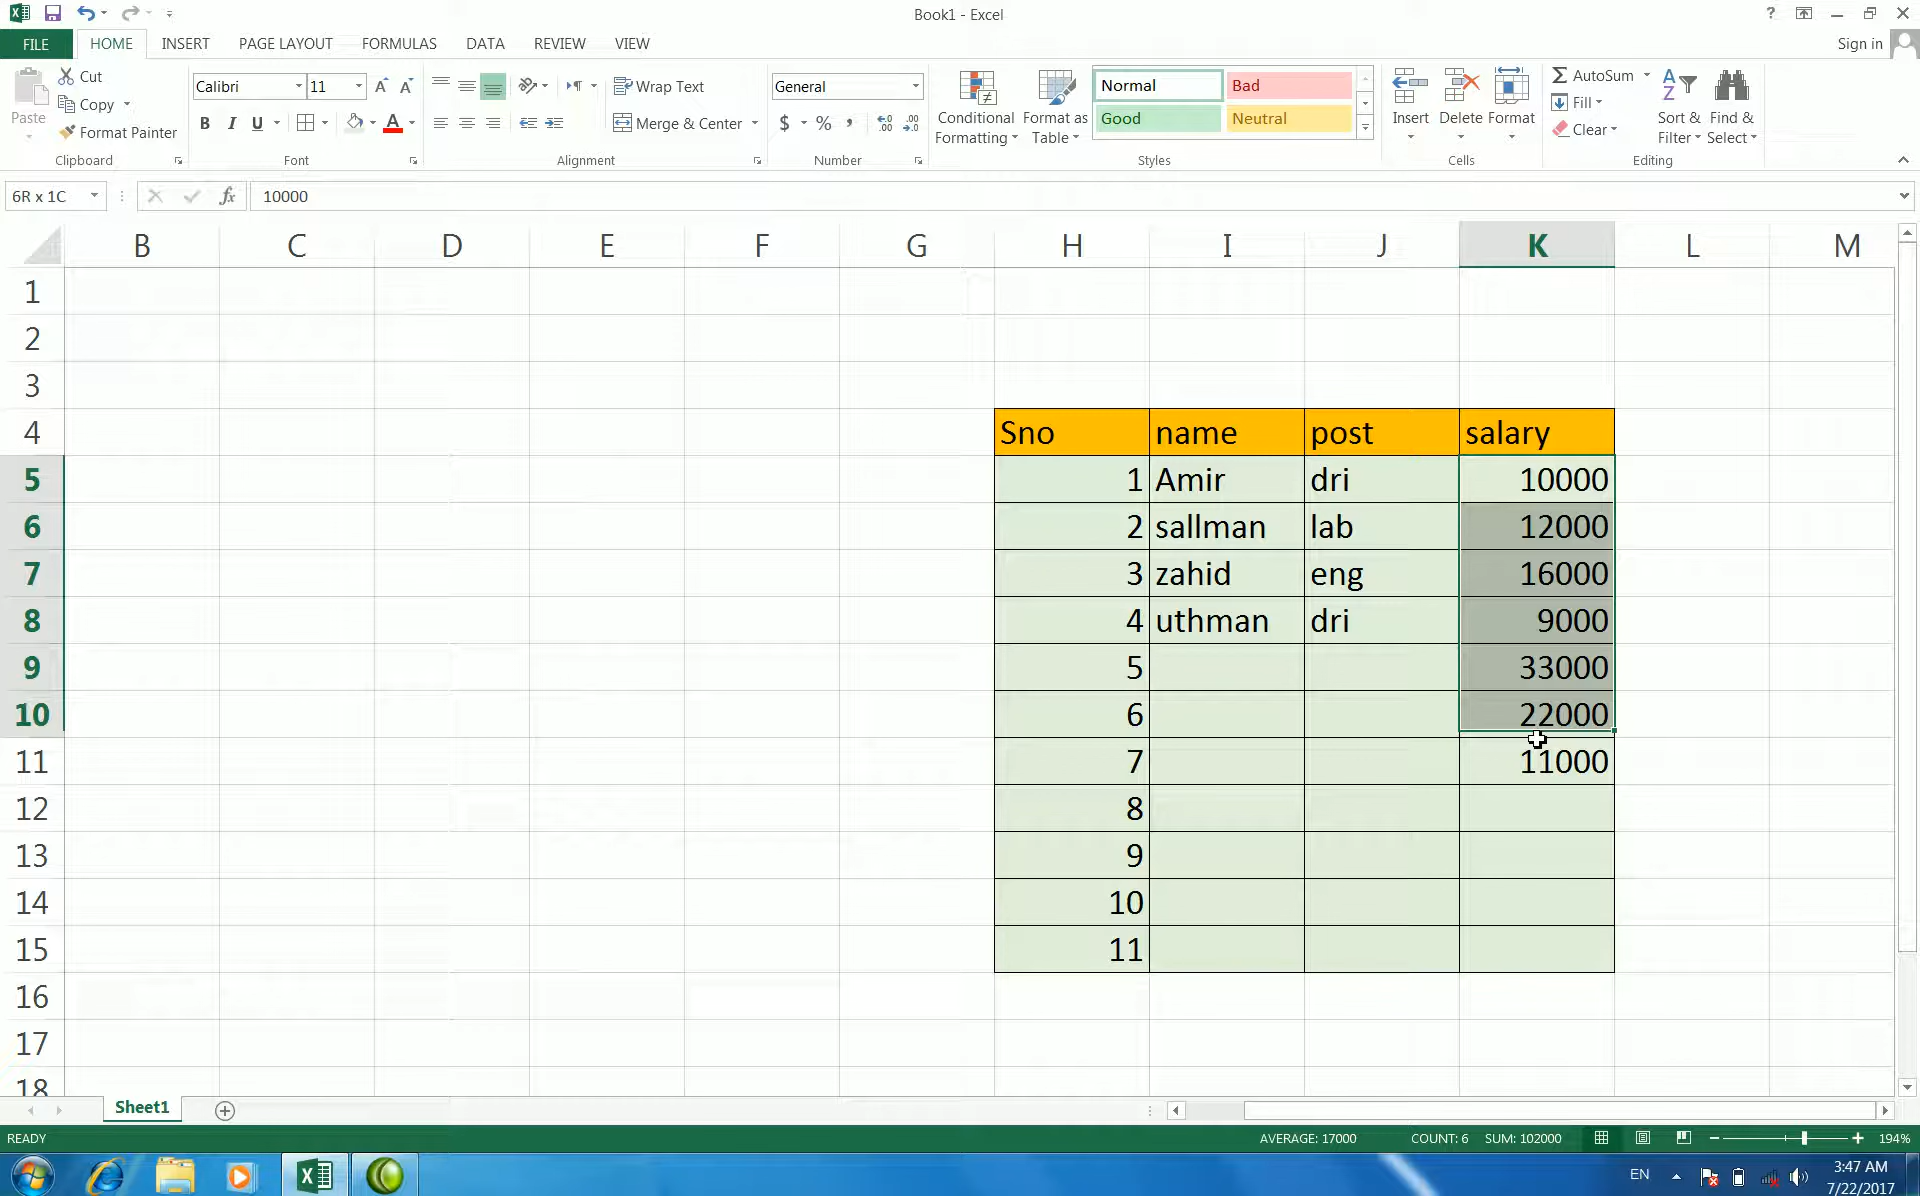 Book1 - Excel
?
FILE HOME INSERT PAGE LAYOUT FORMULAS DATA REVIEW VIEW
Sign in
Paste
Cut
Copy
Format Painter
Clipboard
Calibri 11
B I U
Font
Wrap Text
Merge & Center
Alignment
General
$ % ,
Number
Conditional Formatting
Format as Table
Normal Bad
Good Neutral
Styles
Insert Delete Format
Cells
AutoSum
Fill
Clear
Sort & Filter
Find & Select
Editing
6R x 1C fx 10000
B C D E F G H I J K L M
1
2
3
4 Sno name post salary
5 1 Amir dri 10000
6 2 sallman lab 12000
7 3 zahid eng 16000
8 4 uthman dri 9000
9 5 33000
10 6 22000
11 7 11000
12 8
13 9
14 10
15 11
16
17
18
Sheet1
READY AVERAGE: 17000 COUNT: 6 SUM: 102000 194%
EN 3:47 AM
7/22/2017